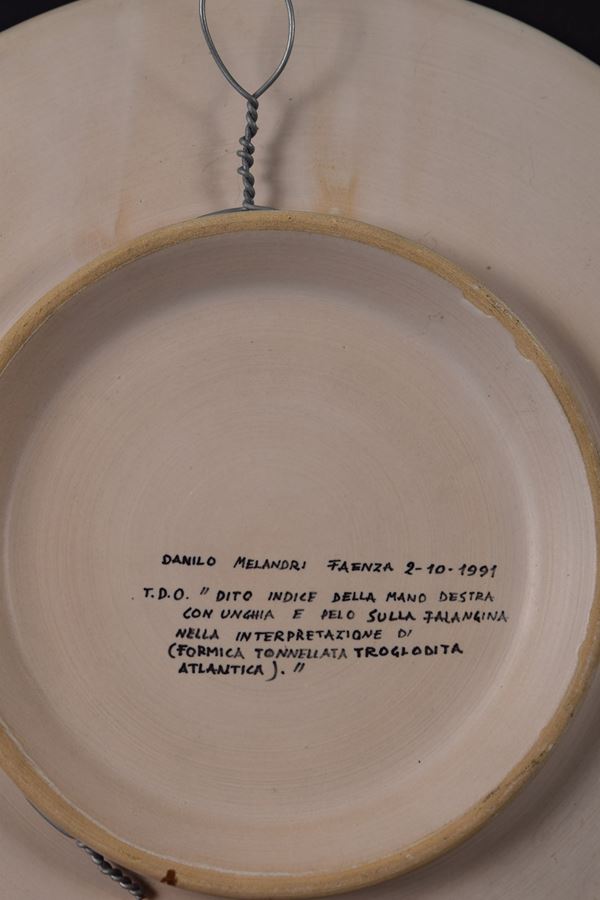 DANILO MELANDRI FAENZA 2-10-1991
T.D.O. " DITO INDICE DELLA MANO DESTRA
CON UNGHIA E PELO SULLA FALANGINA
NELLA INTERPRETAZIONE DI
(FORMICA TONNELLATA TROGLODITA
ATLANTICA). "